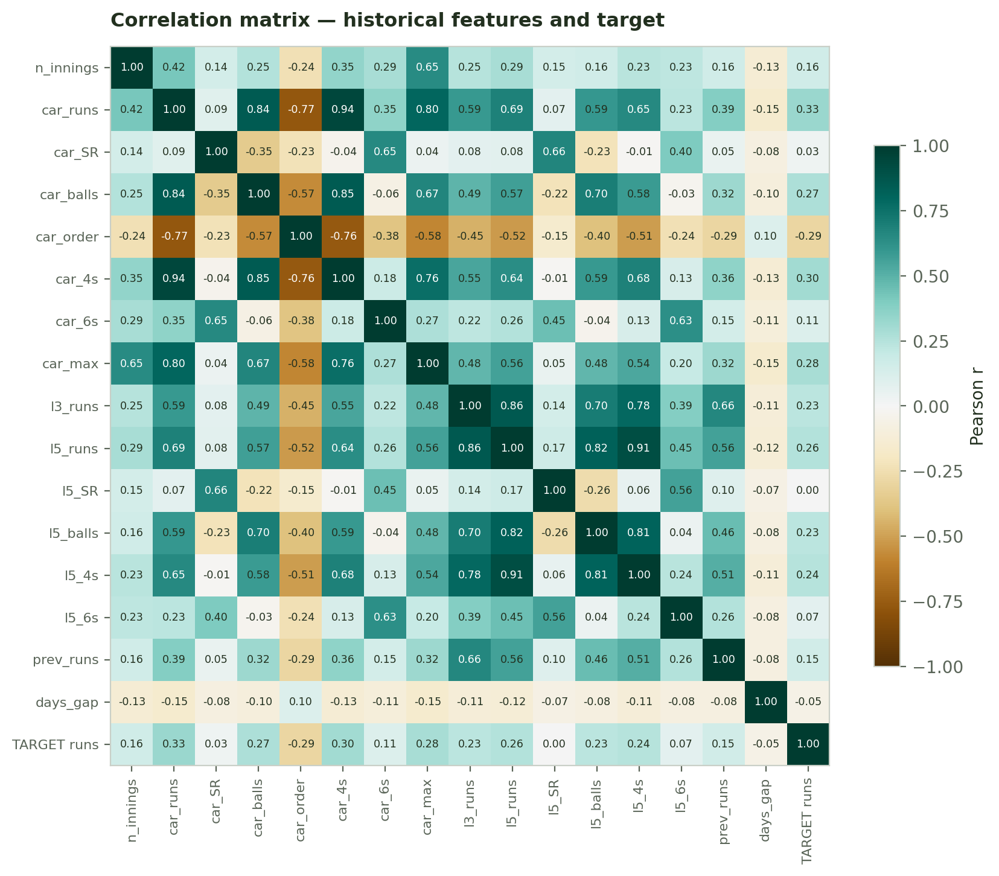 Correlation matrix — historical features and target
n_innings 1.00 0.42 0.14 0.25 -0.24 0.35 0.29 0.65 0.25 0.29 0.15 0.16 0.23 0.23 0.16 -0.13 0.16
car_runs 0.42 1.00 0.09 0.84 -0.77 0.94 0.35 0.80 0.59 0.69 0.07 0.59 0.65 0.23 0.39 -0.15 0.33
car_SR 0.14 0.09 1.00 -0.35 -0.23 -0.04 0.65 0.04 0.08 0.08 0.66 -0.23 -0.01 0.40 0.05 -0.08 0.03
car_balls 0.25 0.84 -0.35 1.00 -0.57 0.85 -0.06 0.67 0.49 0.57 -0.22 0.70 0.58 -0.03 0.32 -0.10 0.27
car_order -0.24 -0.77 -0.23 -0.57 1.00 -0.76 -0.38 -0.58 -0.45 -0.52 -0.15 -0.40 -0.51 -0.24 -0.29 0.10 -0.29
car_4s 0.35 0.94 -0.04 0.85 -0.76 1.00 0.18 0.76 0.55 0.64 -0.01 0.59 0.68 0.13 0.36 -0.13 0.30
car_6s 0.29 0.35 0.65 -0.06 -0.38 0.18 1.00 0.27 0.22 0.26 0.45 -0.04 0.13 0.63 0.15 -0.11 0.11
car_max 0.65 0.80 0.04 0.67 -0.58 0.76 0.27 1.00 0.48 0.56 0.05 0.48 0.54 0.20 0.32 -0.15 0.28
l3_runs 0.25 0.59 0.08 0.49 -0.45 0.55 0.22 0.48 1.00 0.86 0.14 0.70 0.78 0.39 0.66 -0.11 0.23
l5_runs 0.29 0.69 0.08 0.57 -0.52 0.64 0.26 0.56 0.86 1.00 0.17 0.82 0.91 0.45 0.56 -0.12 0.26
l5_SR 0.15 0.07 0.66 -0.22 -0.15 -0.01 0.45 0.05 0.14 0.17 1.00 -0.26 0.06 0.56 0.10 -0.07 0.00
l5_balls 0.16 0.59 -0.23 0.70 -0.40 0.59 -0.04 0.48 0.70 0.82 -0.26 1.00 0.81 0.04 0.46 -0.08 0.23
l5_4s 0.23 0.65 -0.01 0.58 -0.51 0.68 0.13 0.54 0.78 0.91 0.06 0.81 1.00 0.24 0.51 -0.11 0.24
l5_6s 0.23 0.23 0.40 -0.03 -0.24 0.13 0.63 0.20 0.39 0.45 0.56 0.04 0.24 1.00 0.26 -0.08 0.07
prev_runs 0.16 0.39 0.05 0.32 -0.29 0.36 0.15 0.32 0.66 0.56 0.10 0.46 0.51 0.26 1.00 -0.08 0.15
days_gap -0.13 -0.15 -0.08 -0.10 0.10 -0.13 -0.11 -0.15 -0.11 -0.12 -0.07 -0.08 -0.11 -0.08 -0.08 1.00 -0.05
TARGET runs 0.16 0.33 0.03 0.27 -0.29 0.30 0.11 0.28 0.23 0.26 0.00 0.23 0.24 0.07 0.15 -0.05 1.00
n_innings
car_runs
car_SR
car_balls
car_order
car_4s
car_6s
car_max
l3_runs
l5_runs
l5_SR
l5_balls
l5_4s
l5_6s
prev_runs
days_gap
TARGET runs
1.00
0.75
0.50
0.25
0.00
−0.25
−0.50
−0.75
−1.00
Pearson r